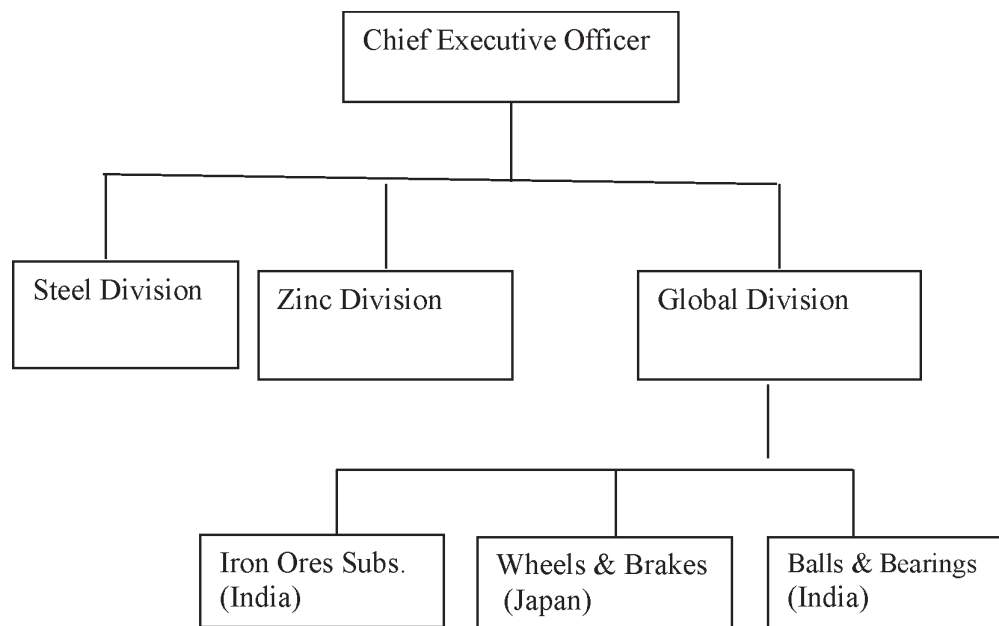 Chief Executive Officer
Steel Division
Zinc Division
Global Division
Iron Ores Subs.
(India)
Wheels & Brakes
(Japan)
Balls & Bearings
(India)